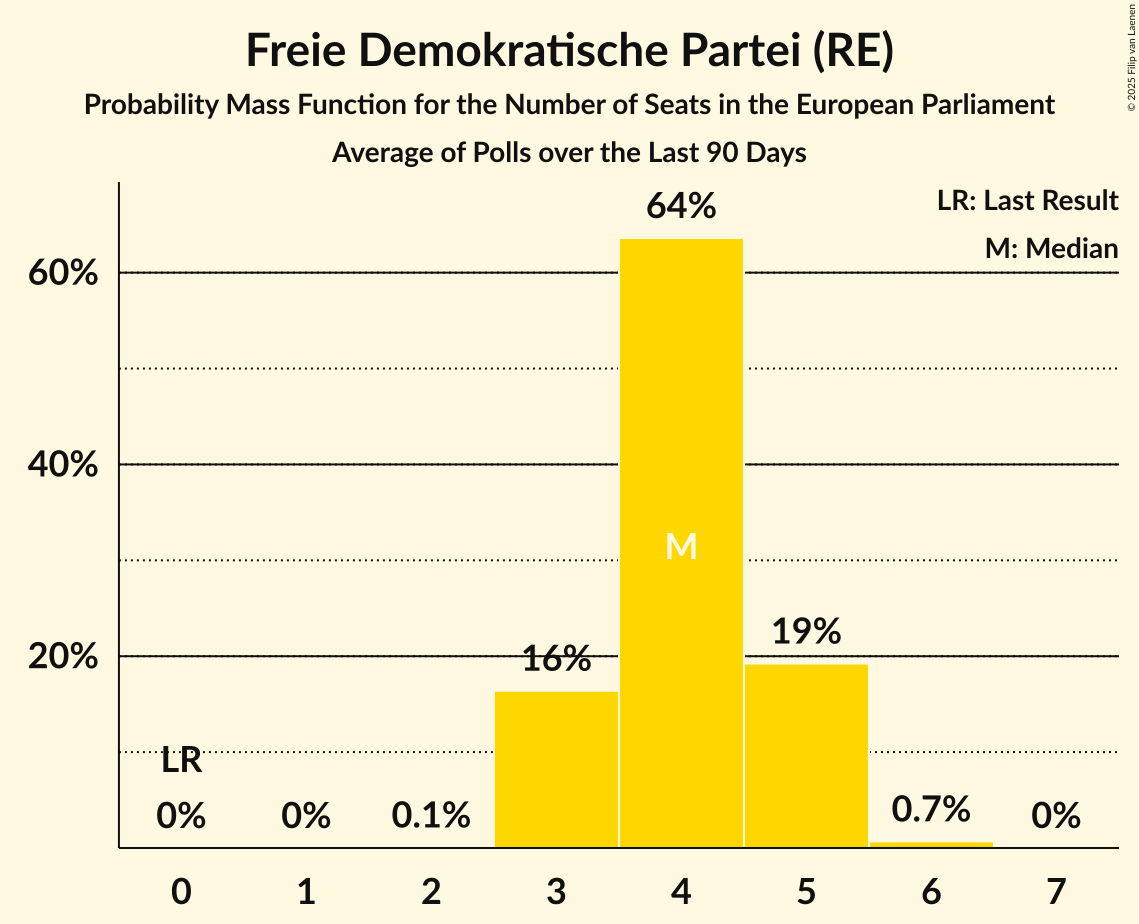 Freie Demokratische Partei (RE)
Probability Mass Function for the Number of Seats in the European Parliament
Average of Polls over the Last 90 Days
© 2025 Filip van Laenen
LR: Last Result
M: Median
64%
60%
40%
M
19%
20%
16%
LR
0%
0%
0.1%
0.7%
0%
0 1 2 3 4 5 6 7